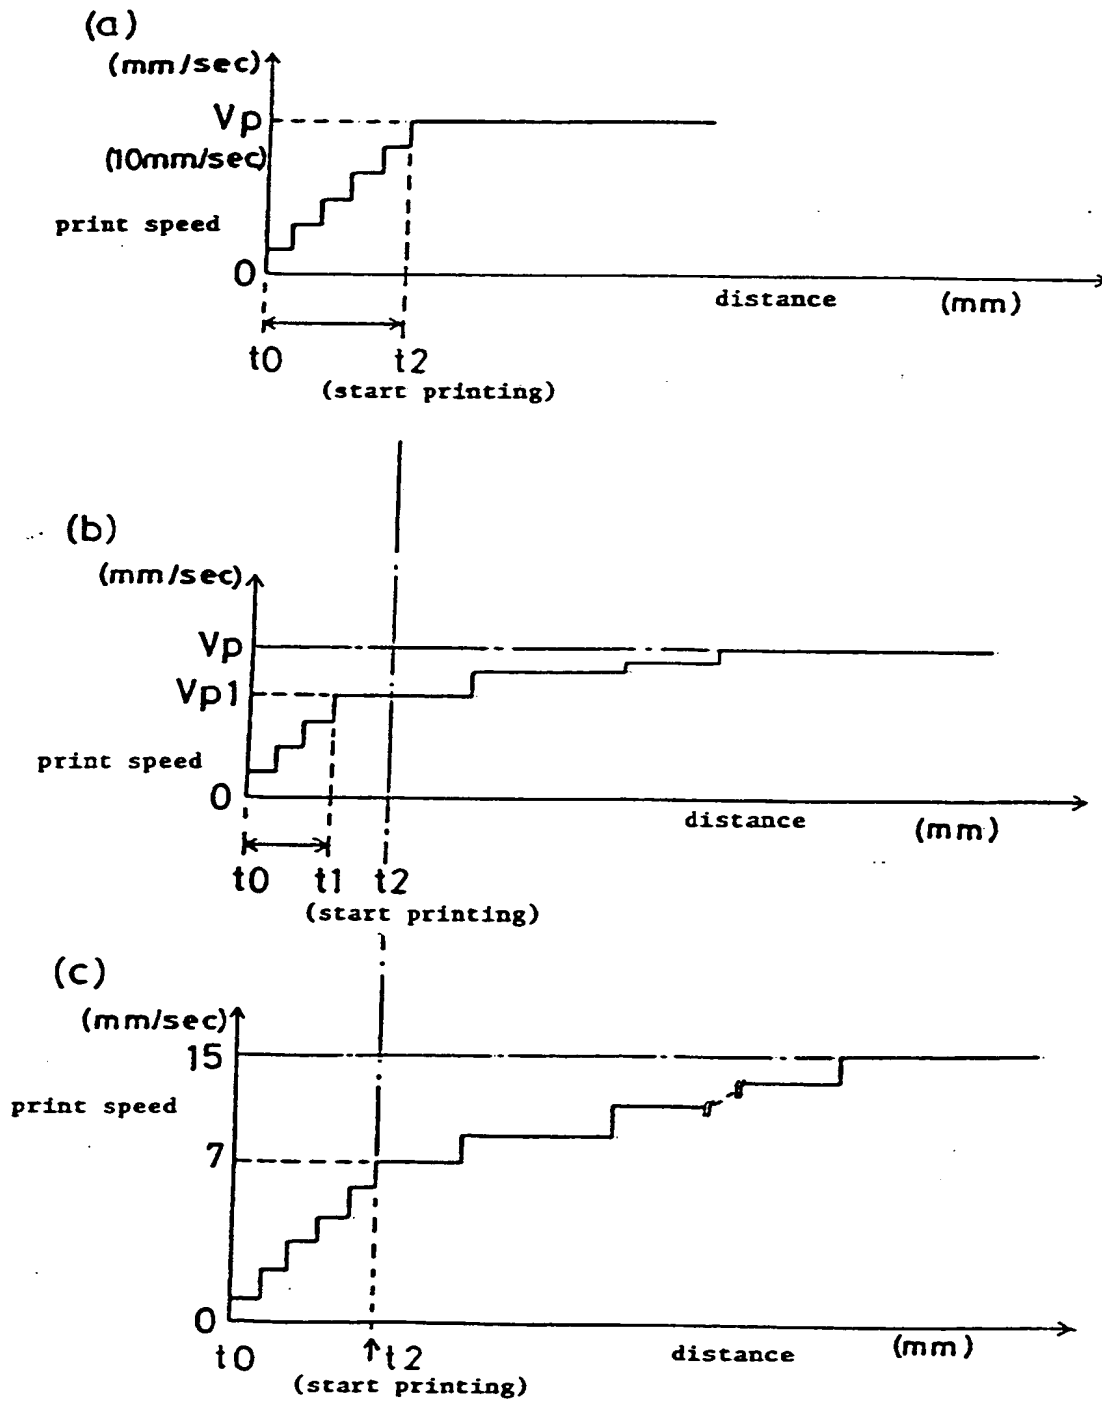 (a)
(mm/sec)
Vp
(10mm/sec)
print speed
0
distance (mm)
t0 t2
(start printing)
(b)
(mm/sec)
Vp
Vp1
print speed
0
distance (mm)
t0 t1 t2
(start printing)
(c)
(mm/sec)
15
print speed
7
0
t0 t2 distance (mm)
(start printing)